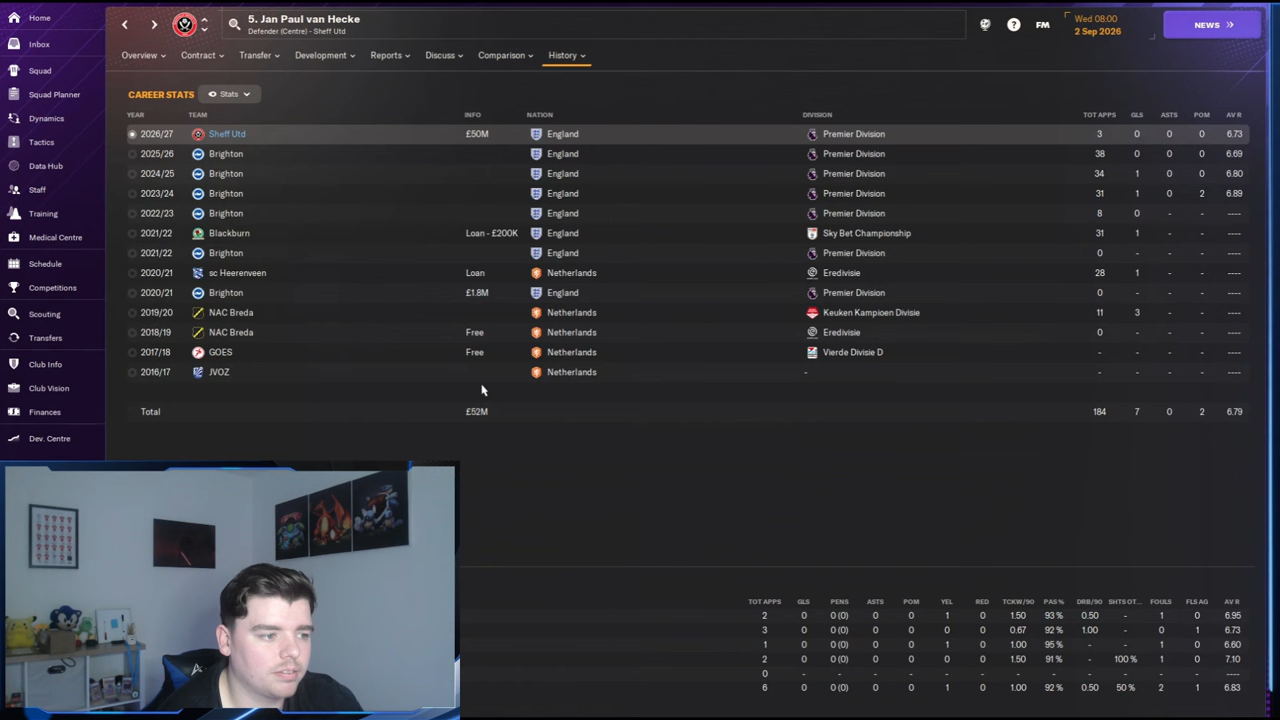 Home
5. Jan Paul van Hecke
Defender (Centre) - Sheff Utd
FM
Wed 08:00
2 Sep 2026
NEWS
Inbox
Overview Contract Transfer Development Reports Discuss Comparison History
Squad
Squad Planner
Dynamics
Tactics
Data Hub
Staff
Training
Medical Centre
Schedule
Competitions
Scouting
Transfers
Club Info
Club Vision
Finances
Dev. Centre
CAREER STATS Stats
YEAR TEAM INFO NATION DIVISION TOT APPS GLS ASTS POM AV R
2026/27 Sheff Utd £50M England Premier Division 3 0 0 0 6.73
2025/26 Brighton England Premier Division 38 0 0 0 6.69
2024/25 Brighton England Premier Division 34 1 0 0 6.80
2023/24 Brighton England Premier Division 31 1 0 2 6.89
2022/23 Brighton England Premier Division 8 0 - - ----
2021/22 Blackburn Loan - £200K England Sky Bet Championship 31 1 - - ----
2021/22 Brighton England Premier Division 0 - - - ----
2020/21 sc Heerenveen Loan Netherlands Eredivisie 28 1 - - ----
2020/21 Brighton £1.8M England Premier Division 0 - - - ----
2019/20 NAC Breda Netherlands Keuken Kampioen Divisie 11 3 - - ----
2018/19 NAC Breda Free Netherlands Eredivisie 0 - - - ----
2017/18 GOES Free Netherlands Vierde Divisie D - - - - ----
2016/17 JVOZ Netherlands - - - - - ----
Total £52M 184 7 0 2 6.79
TOT APPS GLS PENS ASTS POM YEL RED TCKW/90 PAS % DRB/90 SHTS OT... FOULS FLS AG AV R
2 0 0 (0) 0 0 1 0 1.50 93 % 0.50 - 1 0 6.95
3 0 0 (0) 0 0 0 0 0.67 92 % 1.00 - 0 1 6.73
1 0 0 (0) 0 0 1 0 1.00 95 % - - 1 0 6.60
2 0 0 (0) 0 0 0 0 1.50 91 % - 100 % 1 0 7.10
0 0 0 (0) 0 0 0 0 - - - - 0 0 ----
6 0 0 (0) 0 0 1 0 1.00 92 % 0.50 50 % 2 1 6.83